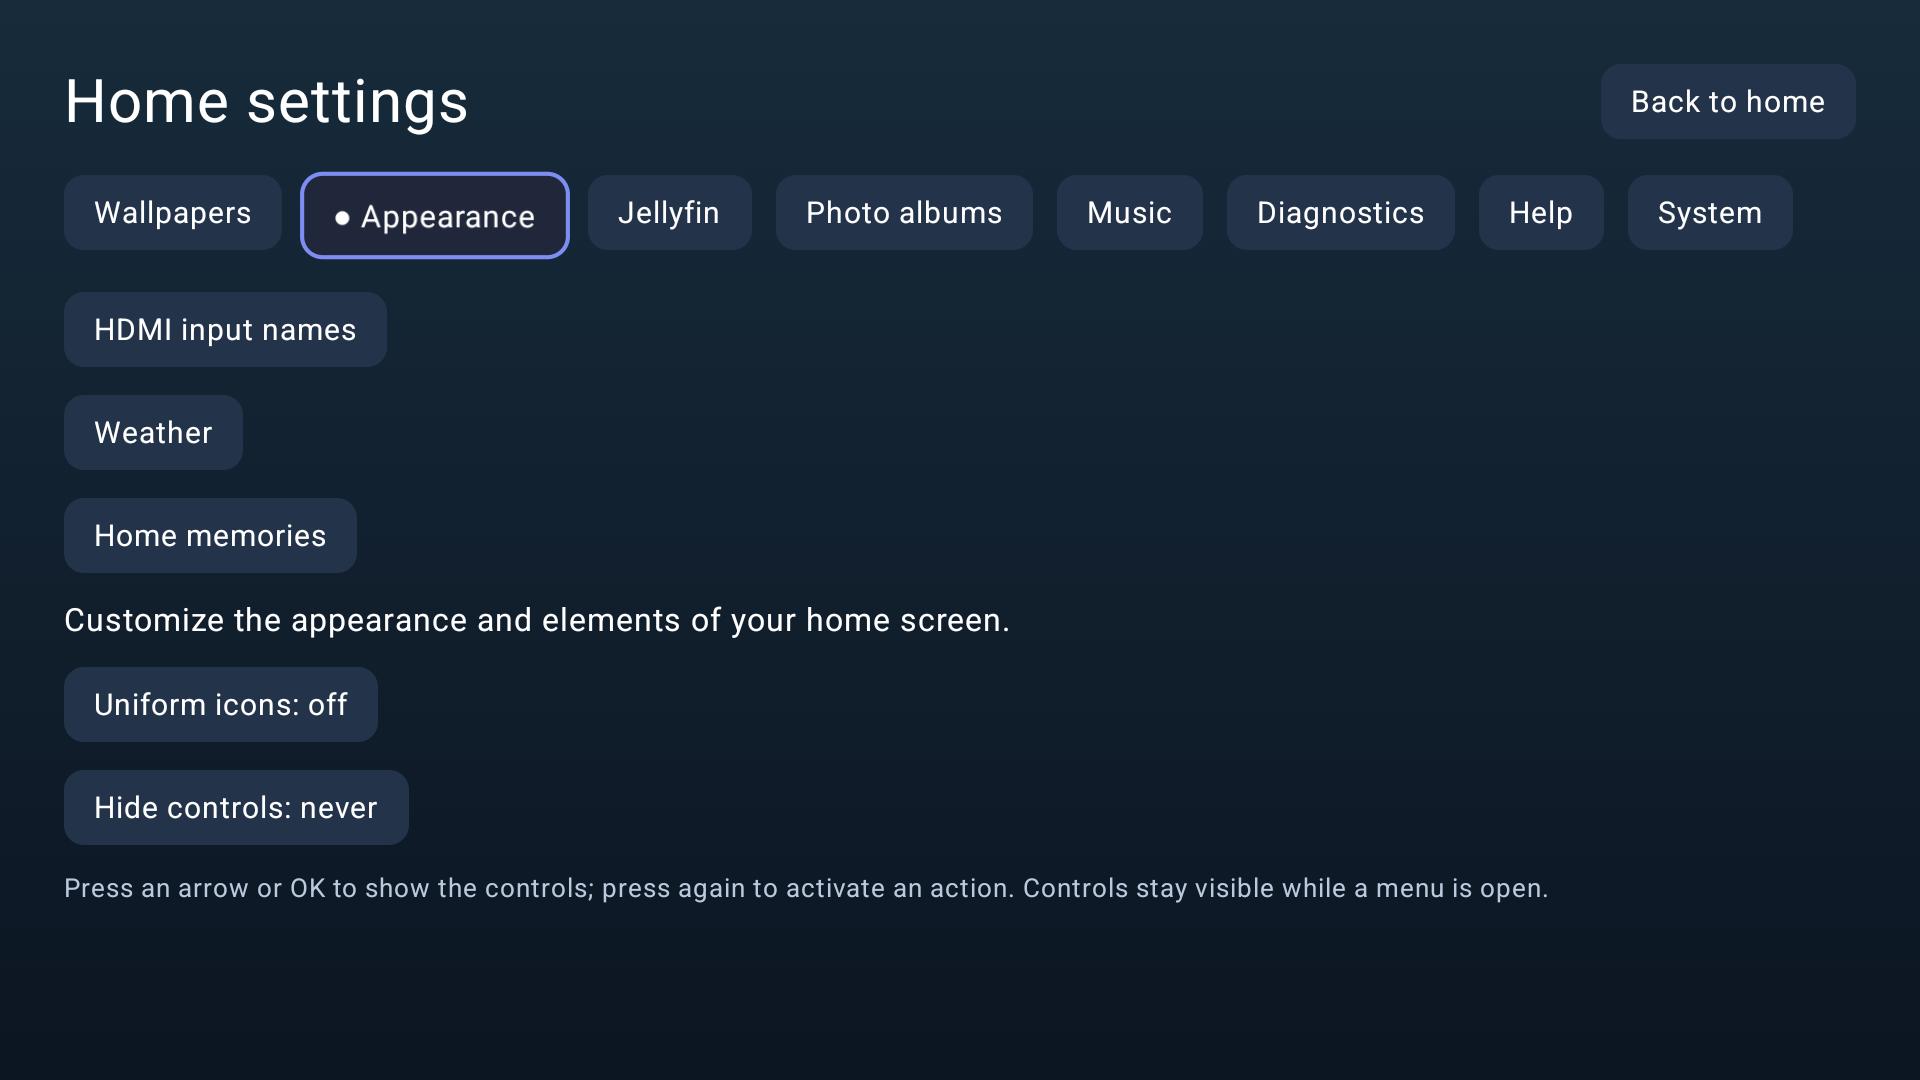 Home settings
Back to home
Wallpapers
● Appearance
Jellyfin
Photo albums
Music
Diagnostics
Help
System
HDMI input names
Weather
Home memories
Customize the appearance and elements of your home screen.
Uniform icons: off
Hide controls: never
Press an arrow or OK to show the controls; press again to activate an action. Controls stay visible while a menu is open.